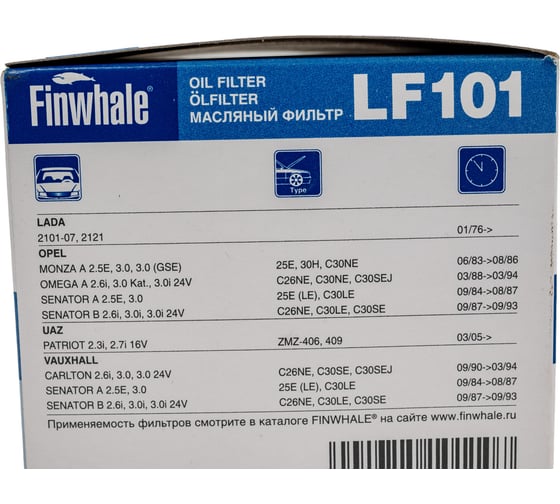 Finwhale®
OIL FILTER
ÖLFILTER
МАСЛЯНЫЙ ФИЛЬТР
LF101
Type
LADA
2101-07, 2121 01/76->
OPEL
MONZA A 2.5E, 3.0, 3.0 (GSE) 25E, 30H, C30NE 06/83->08/86
OMEGA A 2.6i, 3.0 Kat., 3.0i 24V C26NE, C30NE, C30SEJ 03/88->03/94
SENATOR A 2.5E, 3.0 25E (LE), C30LE 09/84->08/87
SENATOR B 2.6i, 3.0i, 3.0i 24V C26NE, C30LE, C30SE 09/87->09/93
UAZ
PATRIOT 2.3i, 2.7i 16V ZMZ-406, 409 03/05->
VAUXHALL
CARLTON 2.6i, 3.0, 3.0 24V C26NE, C30SE, C30SEJ 09/90->03/94
SENATOR A 2.5E, 3.0 25E (LE), C30LE 09/84->08/87
SENATOR B 2.6i, 3.0i, 3.0i 24V C26NE, C30LE, C30SE 09/87->09/93
Применяемость фильтров смотрите в каталоге FINWHALE® на сайте www.finwhale.ru